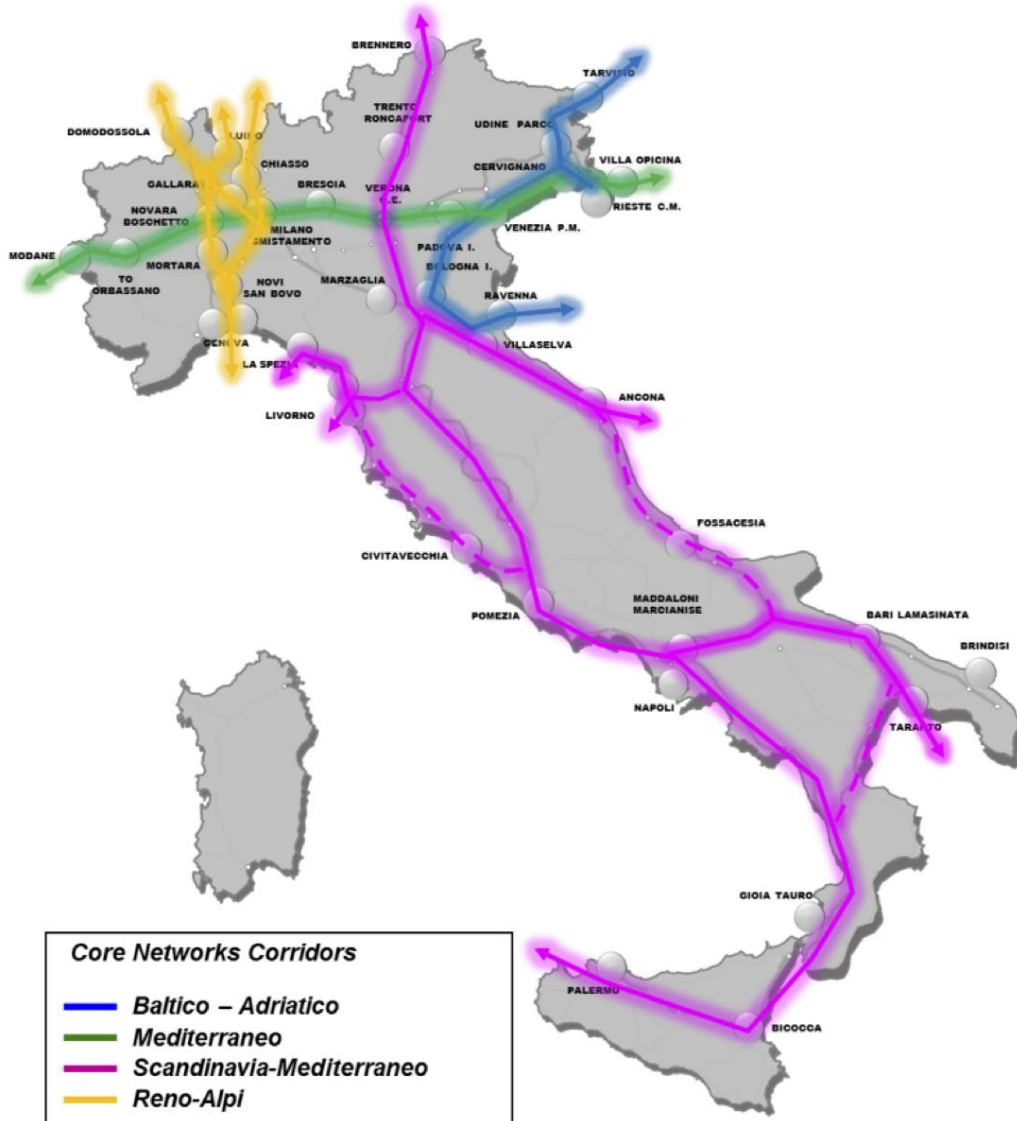 BRENNERO
TARVISIO
TRENTO
RONCAFORT
UDINE PARCO
DOMODOSSOLA
LUINO
CHIASSO
CERVIGNANO
VILLA OPICINA
GALLARAT
BRESCIA
VERONA
Q.E.
RIESTE C.M.
NOVARA
BOSCHETTO
VENEZIA P.M.
MILANO
SMISTAMENTO
PADOVA I.
MODANE
MORTARA
BOLOGNA I.
TO
ORBASSANO
NOVI
SAN BOVO
MARZAGLIA
RAVENNA
GENOVA
VILLASELVA
LA SPEZIA
ANCONA
LIVORNO
FOSSACESIA
CIVITAVECCHIA
MADDALONI
MARCIANISE
POMEZIA
BARI LAMASINATA
BRINDISI
NAPOLI
TARANTO
GIOIA TAURO
PALERMO
BICOCCA
Core Networks Corridors
Baltico – Adriatico
Mediterraneo
Scandinavia-Mediterraneo
Reno-Alpi